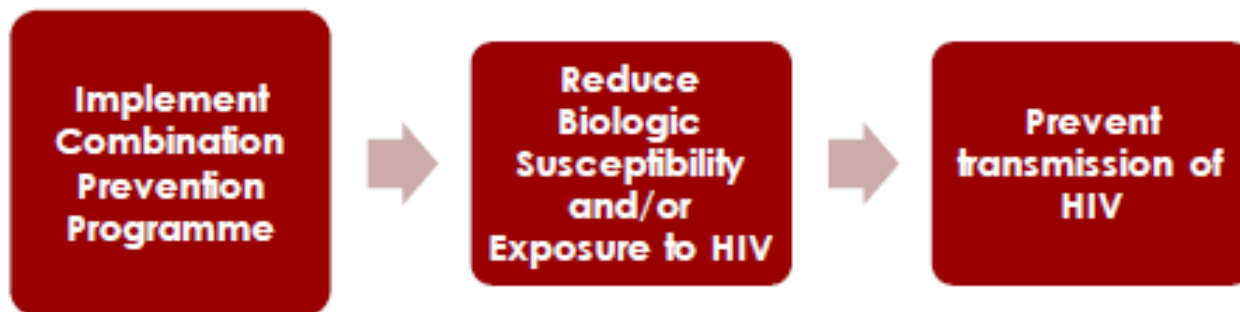 Implement
Combination
Prevention
Programme
Reduce
Biologic
Susceptibility
and/or
Exposure to HIV
Prevent
transmission of
HIV